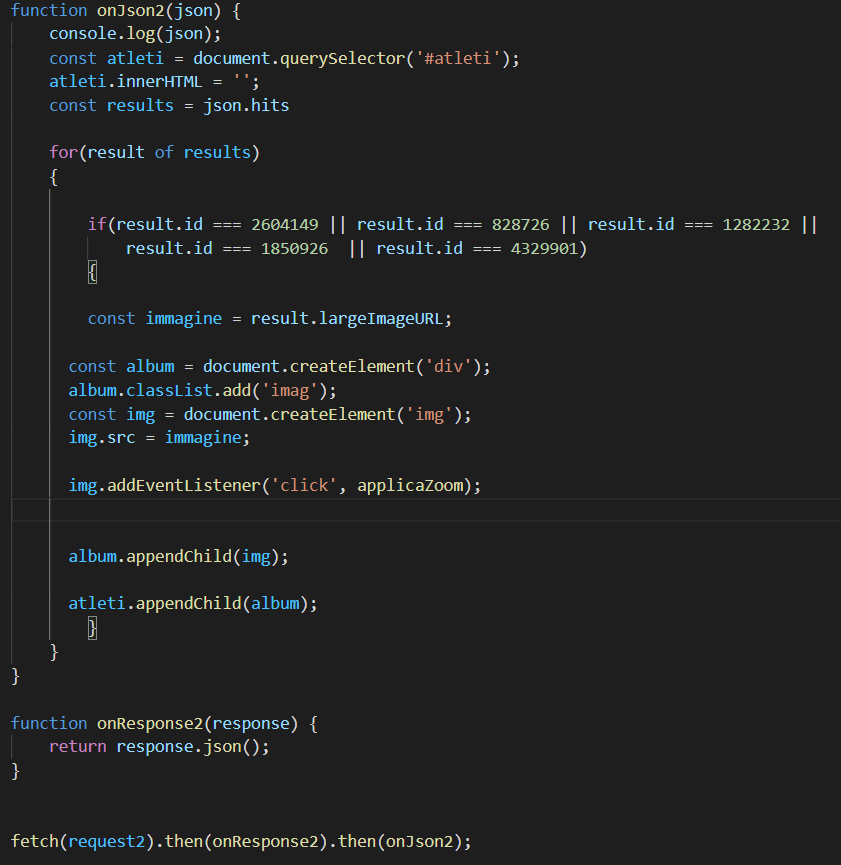 function onJson2(json) {
    console.log(json);
    const atleti = document.querySelector('#atleti');
    atleti.innerHTML = '';
    const results = json.hits
    for(result of results)
    {
        if(result.id === 2604149 || result.id === 828726 || result.id === 1282232 ||
            result.id === 1850926  || result.id === 4329901)
        {
        const immagine = result.largeImageURL;
      const album = document.createElement('div');
      album.classList.add('imag');
      const img = document.createElement('img');
      img.src = immagine;
      img.addEventListener('click', applicaZoom);
      album.appendChild(img);
      atleti.appendChild(album);
        }
    }
}
function onResponse2(response) {
    return response.json();
}
fetch(request2).then(onResponse2).then(onJson2);